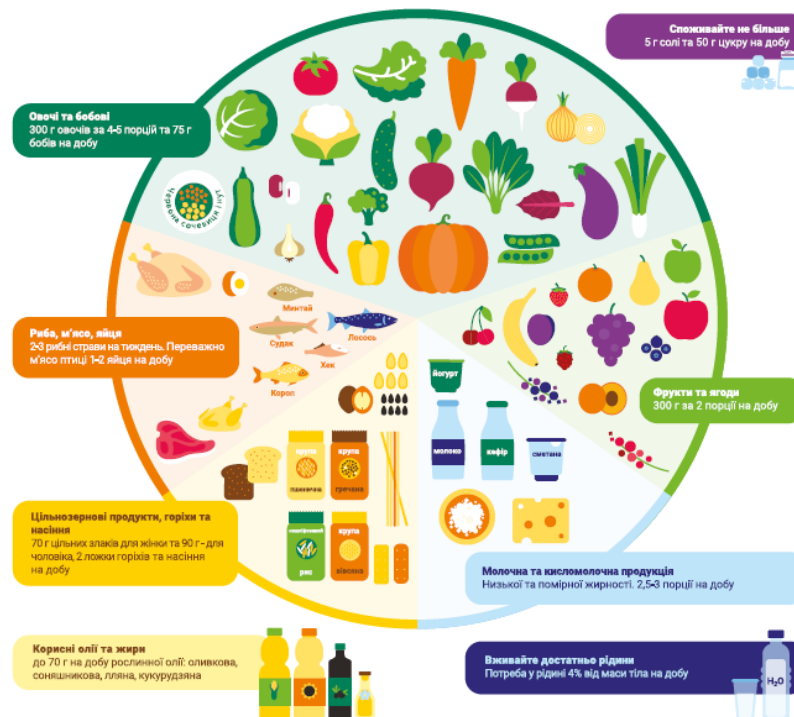 Споживайте не більше
5 г солі та 50 г цукру на добу
Овочі та бобові
300 г овочів за 4-5 порцій та 75 г
бобів на добу
Червона сочевиця і нут
Риба, м’ясо, яйця
2-3 рибні страви на тиждень. Переважно
м’ясо птиці 1-2 яйця на добу
Минтай
Судак
Лосось
Хек
Короп
Фрукти та ягоди
300 г за 2 порції на добу
йогурт
молоко
кефір
сметана
крупа
пшенична
крупа
гречана
рис
крупа
вівсяна
Цільнозернові продукти, горіхи та
насіння
70 г цільних злаків для жінки та 90 г - для
чоловіка, 2 ложки горіхів та насіння
на добу
Молочна та кисломолочна продукція
Низької та помірної жирності. 2,5-3 порції на добу
Корисні олії та жири
до 70 г на добу рослинної олії: оливкова,
соняшникова, лляна, кукурудзяна
Вживайте достатньо рідини
Потреба у рідині 4% від маси тіла на добу
H₂O